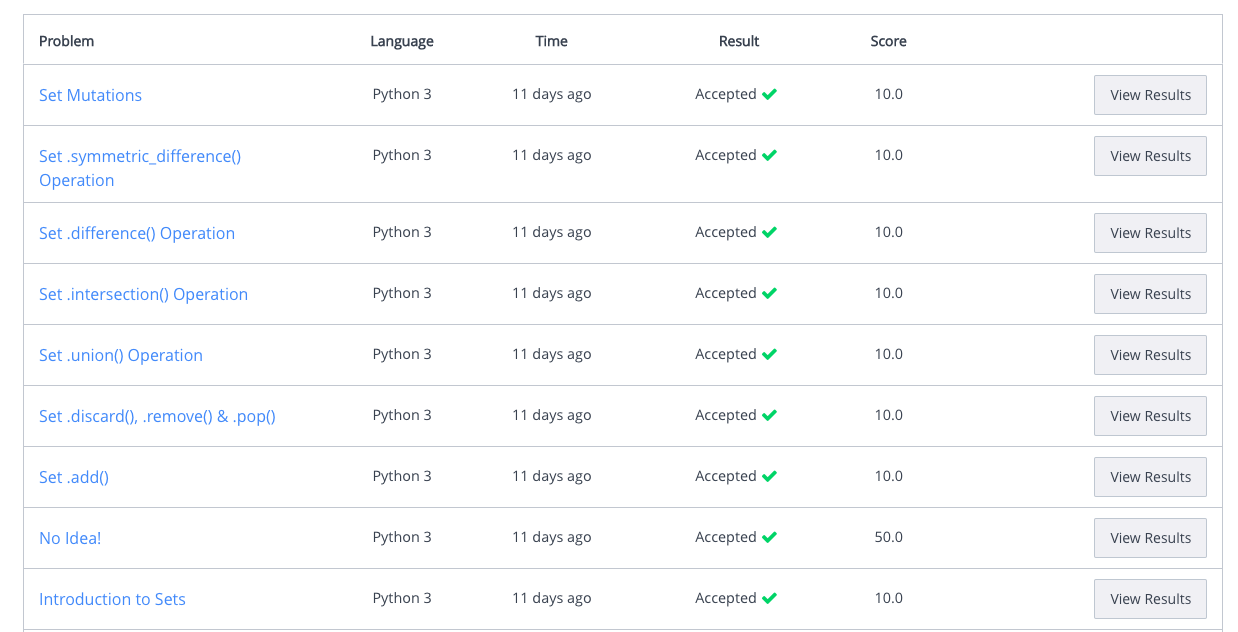 Problem Language Time Result Score
Set Mutations Python 3 11 days ago Accepted 10.0 View Results
Set .symmetric_difference() Python 3 11 days ago Accepted 10.0 View Results
Operation
Set .difference() Operation Python 3 11 days ago Accepted 10.0 View Results
Set .intersection() Operation Python 3 11 days ago Accepted 10.0 View Results
Set .union() Operation Python 3 11 days ago Accepted 10.0 View Results
Set .discard(), .remove() & .pop() Python 3 11 days ago Accepted 10.0 View Results
Set .add() Python 3 11 days ago Accepted 10.0 View Results
No Idea! Python 3 11 days ago Accepted 50.0 View Results
Introduction to Sets Python 3 11 days ago Accepted 10.0 View Results